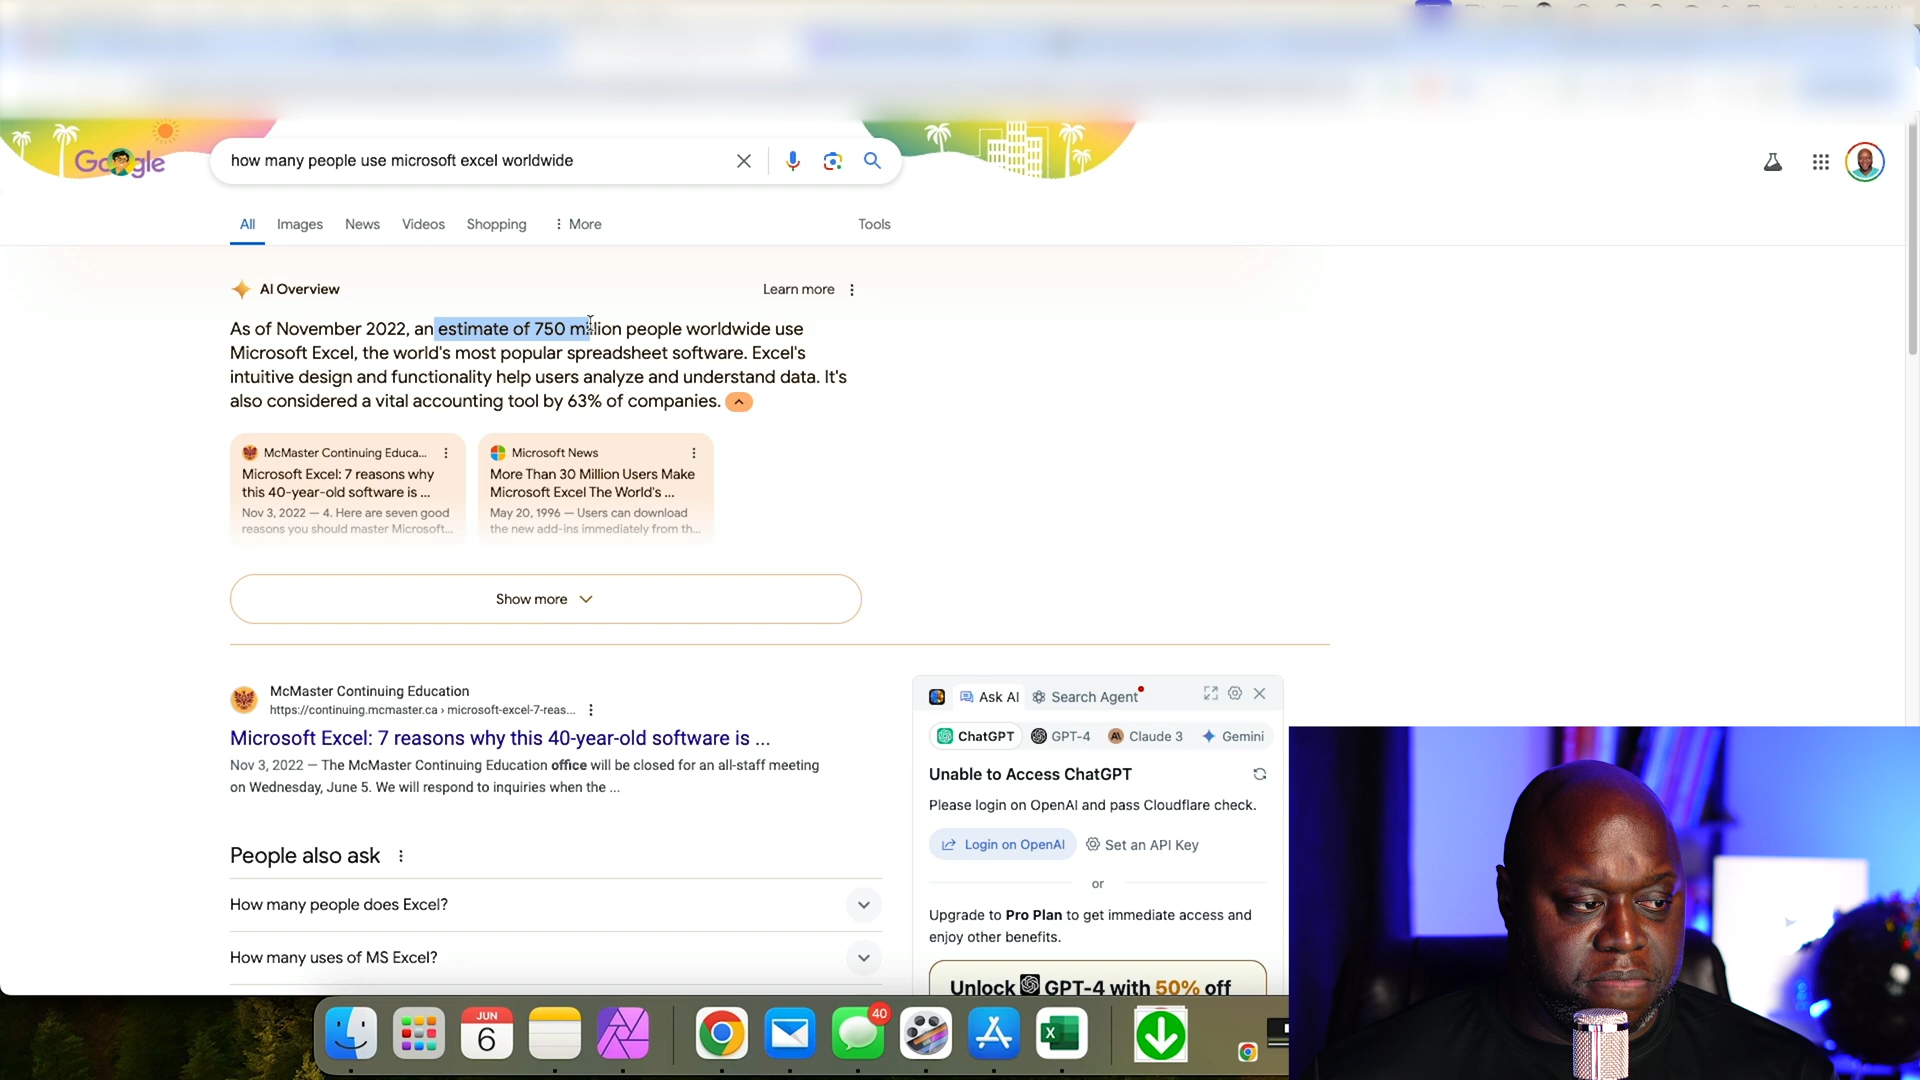 Google
how many people use microsoft excel worldwide
All
Images
News
Videos
Shopping
More
Tools
AI Overview
Learn more
As of November 2022, an estimate of 750 million people worldwide use
Microsoft Excel, the world's most popular spreadsheet software. Excel's
intuitive design and functionality help users analyze and understand data. It's
also considered a vital accounting tool by 63% of companies.
McMaster Continuing Educa...
Microsoft Excel: 7 reasons why
this 40-year-old software is ...
Nov 3, 2022 — 4. Here are seven good
reasons you should master Microsoft...
Microsoft News
More Than 30 Million Users Make
Microsoft Excel The World's ...
May 20, 1996 — Users can download
the new add-ins immediately from th...
Show more
McMaster Continuing Education
https://continuing.mcmaster.ca › microsoft-excel-7-reas...
Microsoft Excel: 7 reasons why this 40-year-old software is ...
Nov 3, 2022 — The McMaster Continuing Education office will be closed for an all-staff meeting
on Wednesday, June 5. We will respond to inquiries when the ...
People also ask
How many people does Excel?
How many uses of MS Excel?
Ask AI
Search Agent
ChatGPT
GPT-4
Claude 3
Gemini
Unable to Access ChatGPT
Please login on OpenAI and pass Cloudflare check.
Login on OpenAI
Set an API Key
or
Upgrade to Pro Plan to get immediate access and
enjoy other benefits.
Unlock GPT-4 with 50% off
JUN
6
40
X